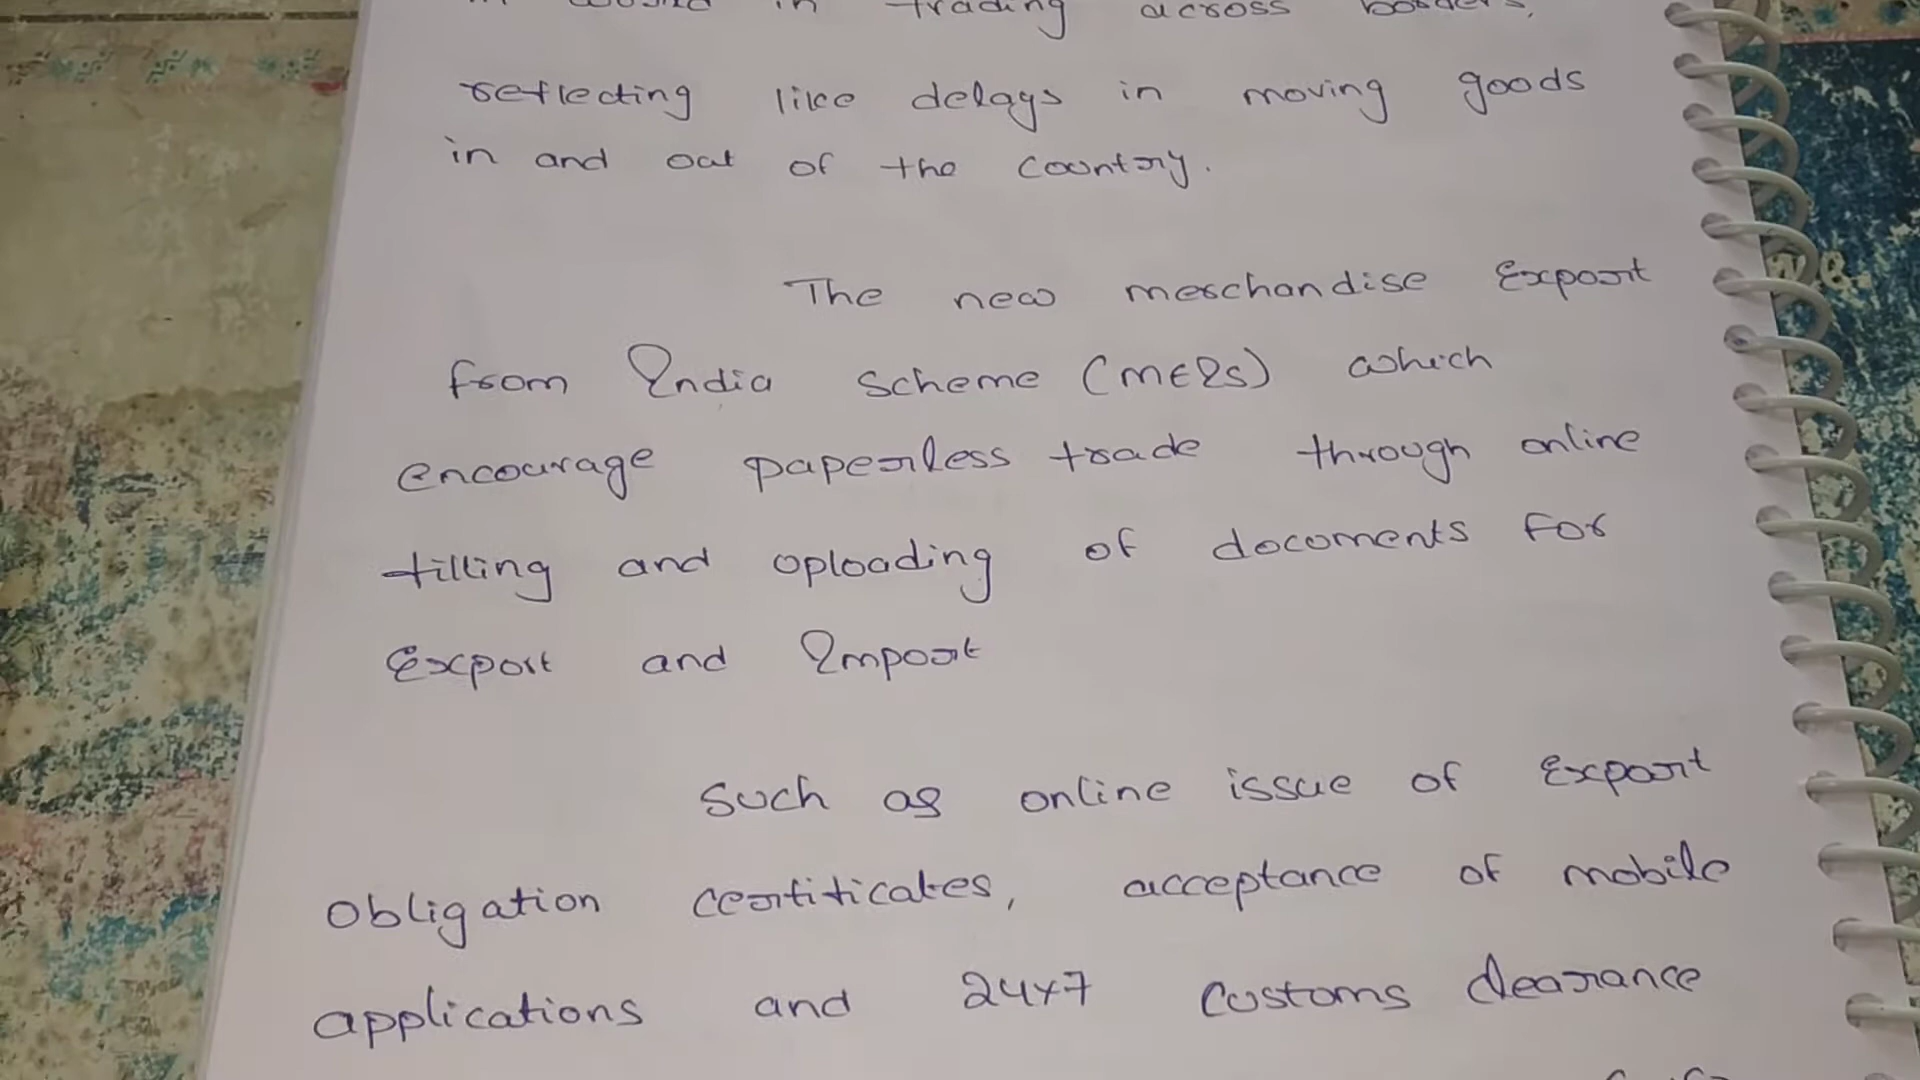 in trading across borders,
reflecting like delays in moving goods
in and out of the country.
The new merchandise Export
from India Scheme (MEIS) which
encourage paperless trade through online
filling and uploading of documents for
Export and Import
Such as online issue of Export
Obligation certificates, acceptance of mobile
applications and 24x7 Customs clearance